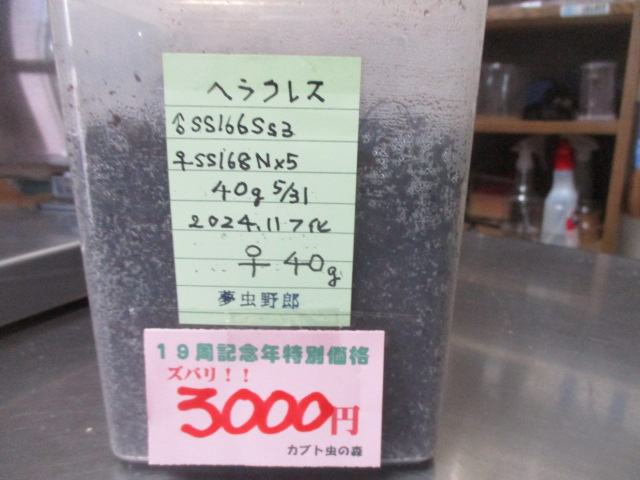 ヘラクレス
♂SS166Ss3
♀SS168N×5
40g 5/31
2024.11.7化
♀ 40g
夢虫野郎
19周記念年特別価格
ズバリ!!
3000円
カブト虫の森